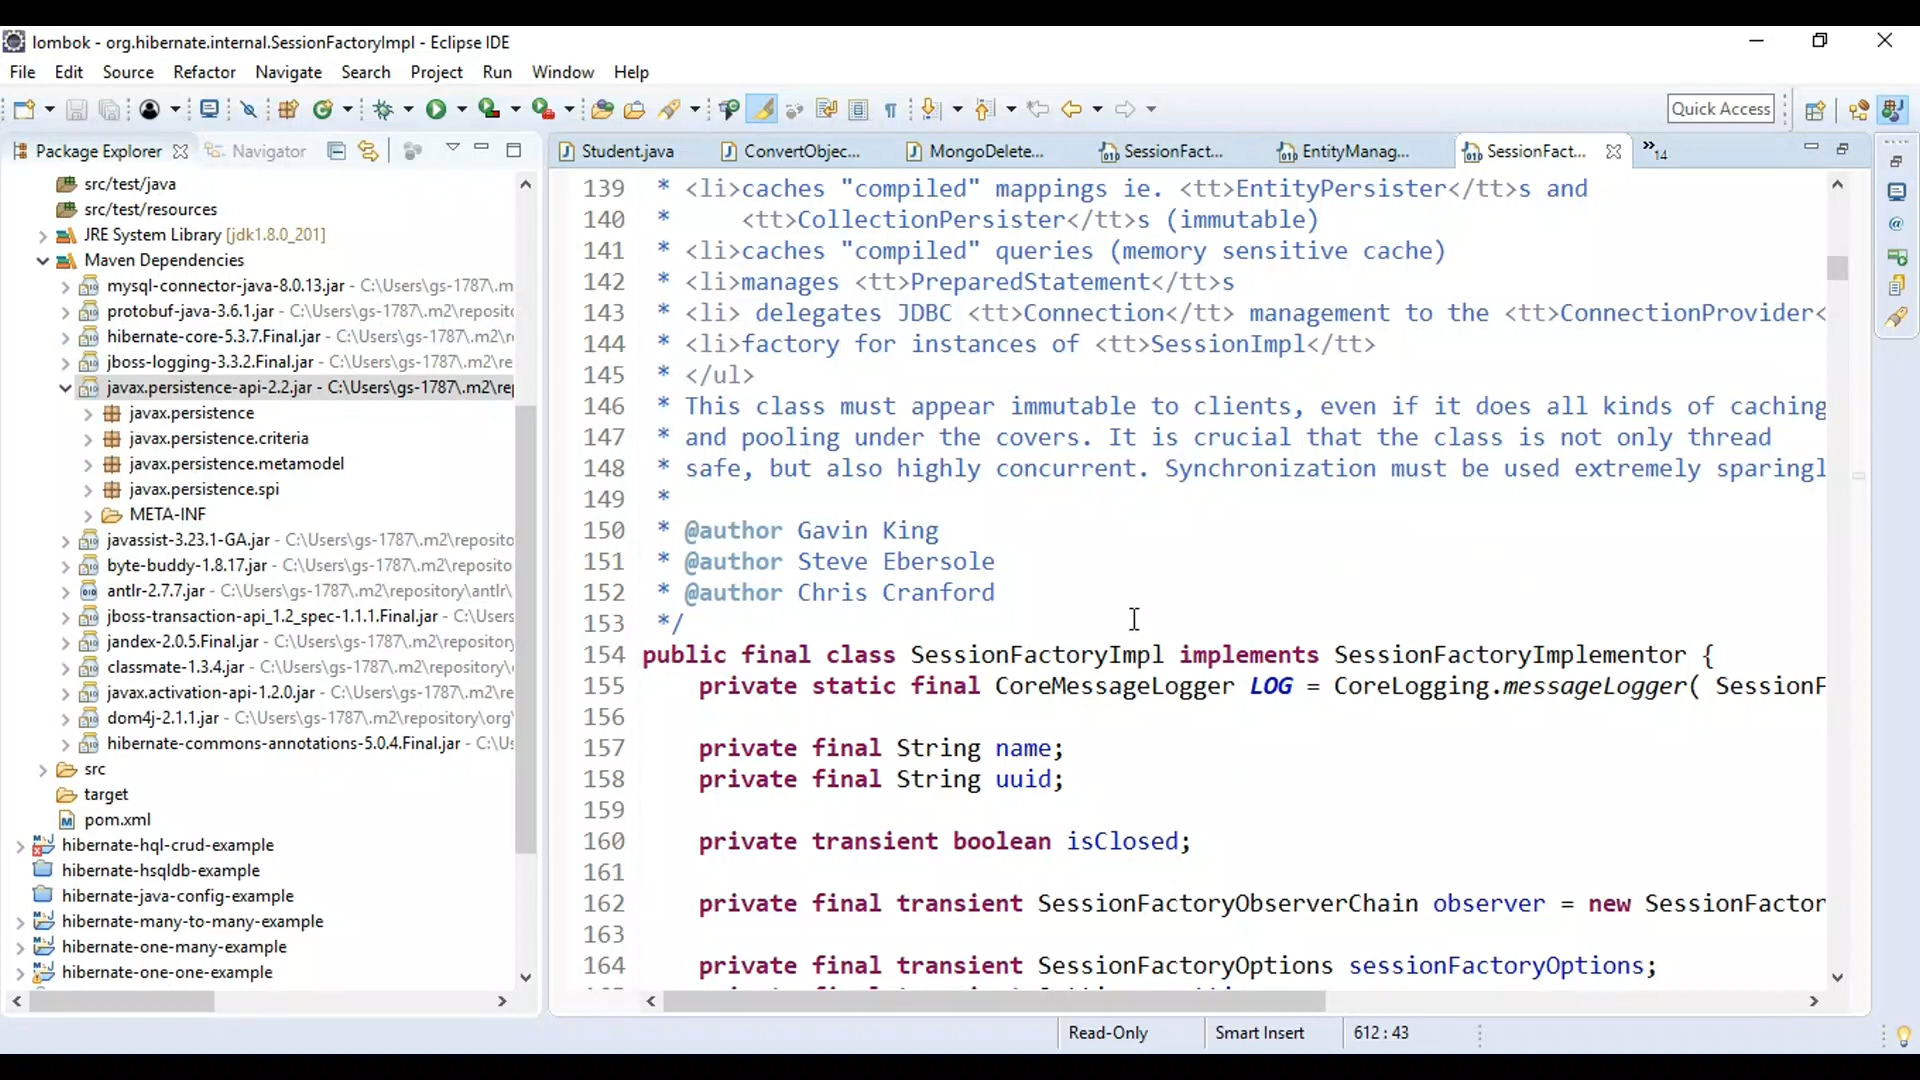 lombok - org.hibernate.internal.SessionFactoryImpl - Eclipse IDE
File Edit Source Refactor Navigate Search Project Run Window Help
Quick Access
Package Explorer Navigator
src/test/java
src/test/resources
JRE System Library [jdk1.8.0_201]
Maven Dependencies
mysql-connector-java-8.0.13.jar - C:\Users\gs-1787\.m
protobuf-java-3.6.1.jar - C:\Users\gs-1787\.m2\reposit
hibernate-core-5.3.7.Final.jar - C:\Users\gs-1787\.m2\r
jboss-logging-3.3.2.Final.jar - C:\Users\gs-1787\.m2\re
javax.persistence-api-2.2.jar - C:\Users\gs-1787\.m2\re
javax.persistence
javax.persistence.criteria
javax.persistence.metamodel
javax.persistence.spi
META-INF
javassist-3.23.1-GA.jar - C:\Users\gs-1787\.m2\reposito
byte-buddy-1.8.17.jar - C:\Users\gs-1787\.m2\reposito
antlr-2.7.7.jar - C:\Users\gs-1787\.m2\repository\antlr\
jboss-transaction-api_1.2_spec-1.1.1.Final.jar - C:\Users
jandex-2.0.5.Final.jar - C:\Users\gs-1787\.m2\repository
classmate-1.3.4.jar - C:\Users\gs-1787\.m2\repository\
javax.activation-api-1.2.0.jar - C:\Users\gs-1787\.m2\re
dom4j-2.1.1.jar - C:\Users\gs-1787\.m2\repository\org\
hibernate-commons-annotations-5.0.4.Final.jar - C:\Us
src
target
pom.xml
hibernate-hql-crud-example
hibernate-hsqldb-example
hibernate-java-config-example
hibernate-many-to-many-example
hibernate-one-many-example
hibernate-one-one-example
Student.java ConvertObjec... MongoDelete... SessionFact... EntityManag... SessionFact... »14
139 * <li>caches "compiled" mappings ie. <tt>EntityPersister</tt>s and
140 *     <tt>CollectionPersister</tt>s (immutable)
141 * <li>caches "compiled" queries (memory sensitive cache)
142 * <li>manages <tt>PreparedStatement</tt>s
143 * <li> delegates JDBC <tt>Connection</tt> management to the <tt>ConnectionProvider<
144 * <li>factory for instances of <tt>SessionImpl</tt>
145 * </ul>
146 * This class must appear immutable to clients, even if it does all kinds of caching
147 * and pooling under the covers. It is crucial that the class is not only thread
148 * safe, but also highly concurrent. Synchronization must be used extremely sparingl
149 *
150 * @author Gavin King
151 * @author Steve Ebersole
152 * @author Chris Cranford
153 */
154 public final class SessionFactoryImpl implements SessionFactoryImplementor {
155     private static final CoreMessageLogger LOG = CoreLogging.messageLogger( SessionF
156
157     private final String name;
158     private final String uuid;
159
160     private transient boolean isClosed;
161
162     private final transient SessionFactoryObserverChain observer = new SessionFactor
163
164     private final transient SessionFactoryOptions sessionFactoryOptions;
Read-Only Smart Insert 612 : 43